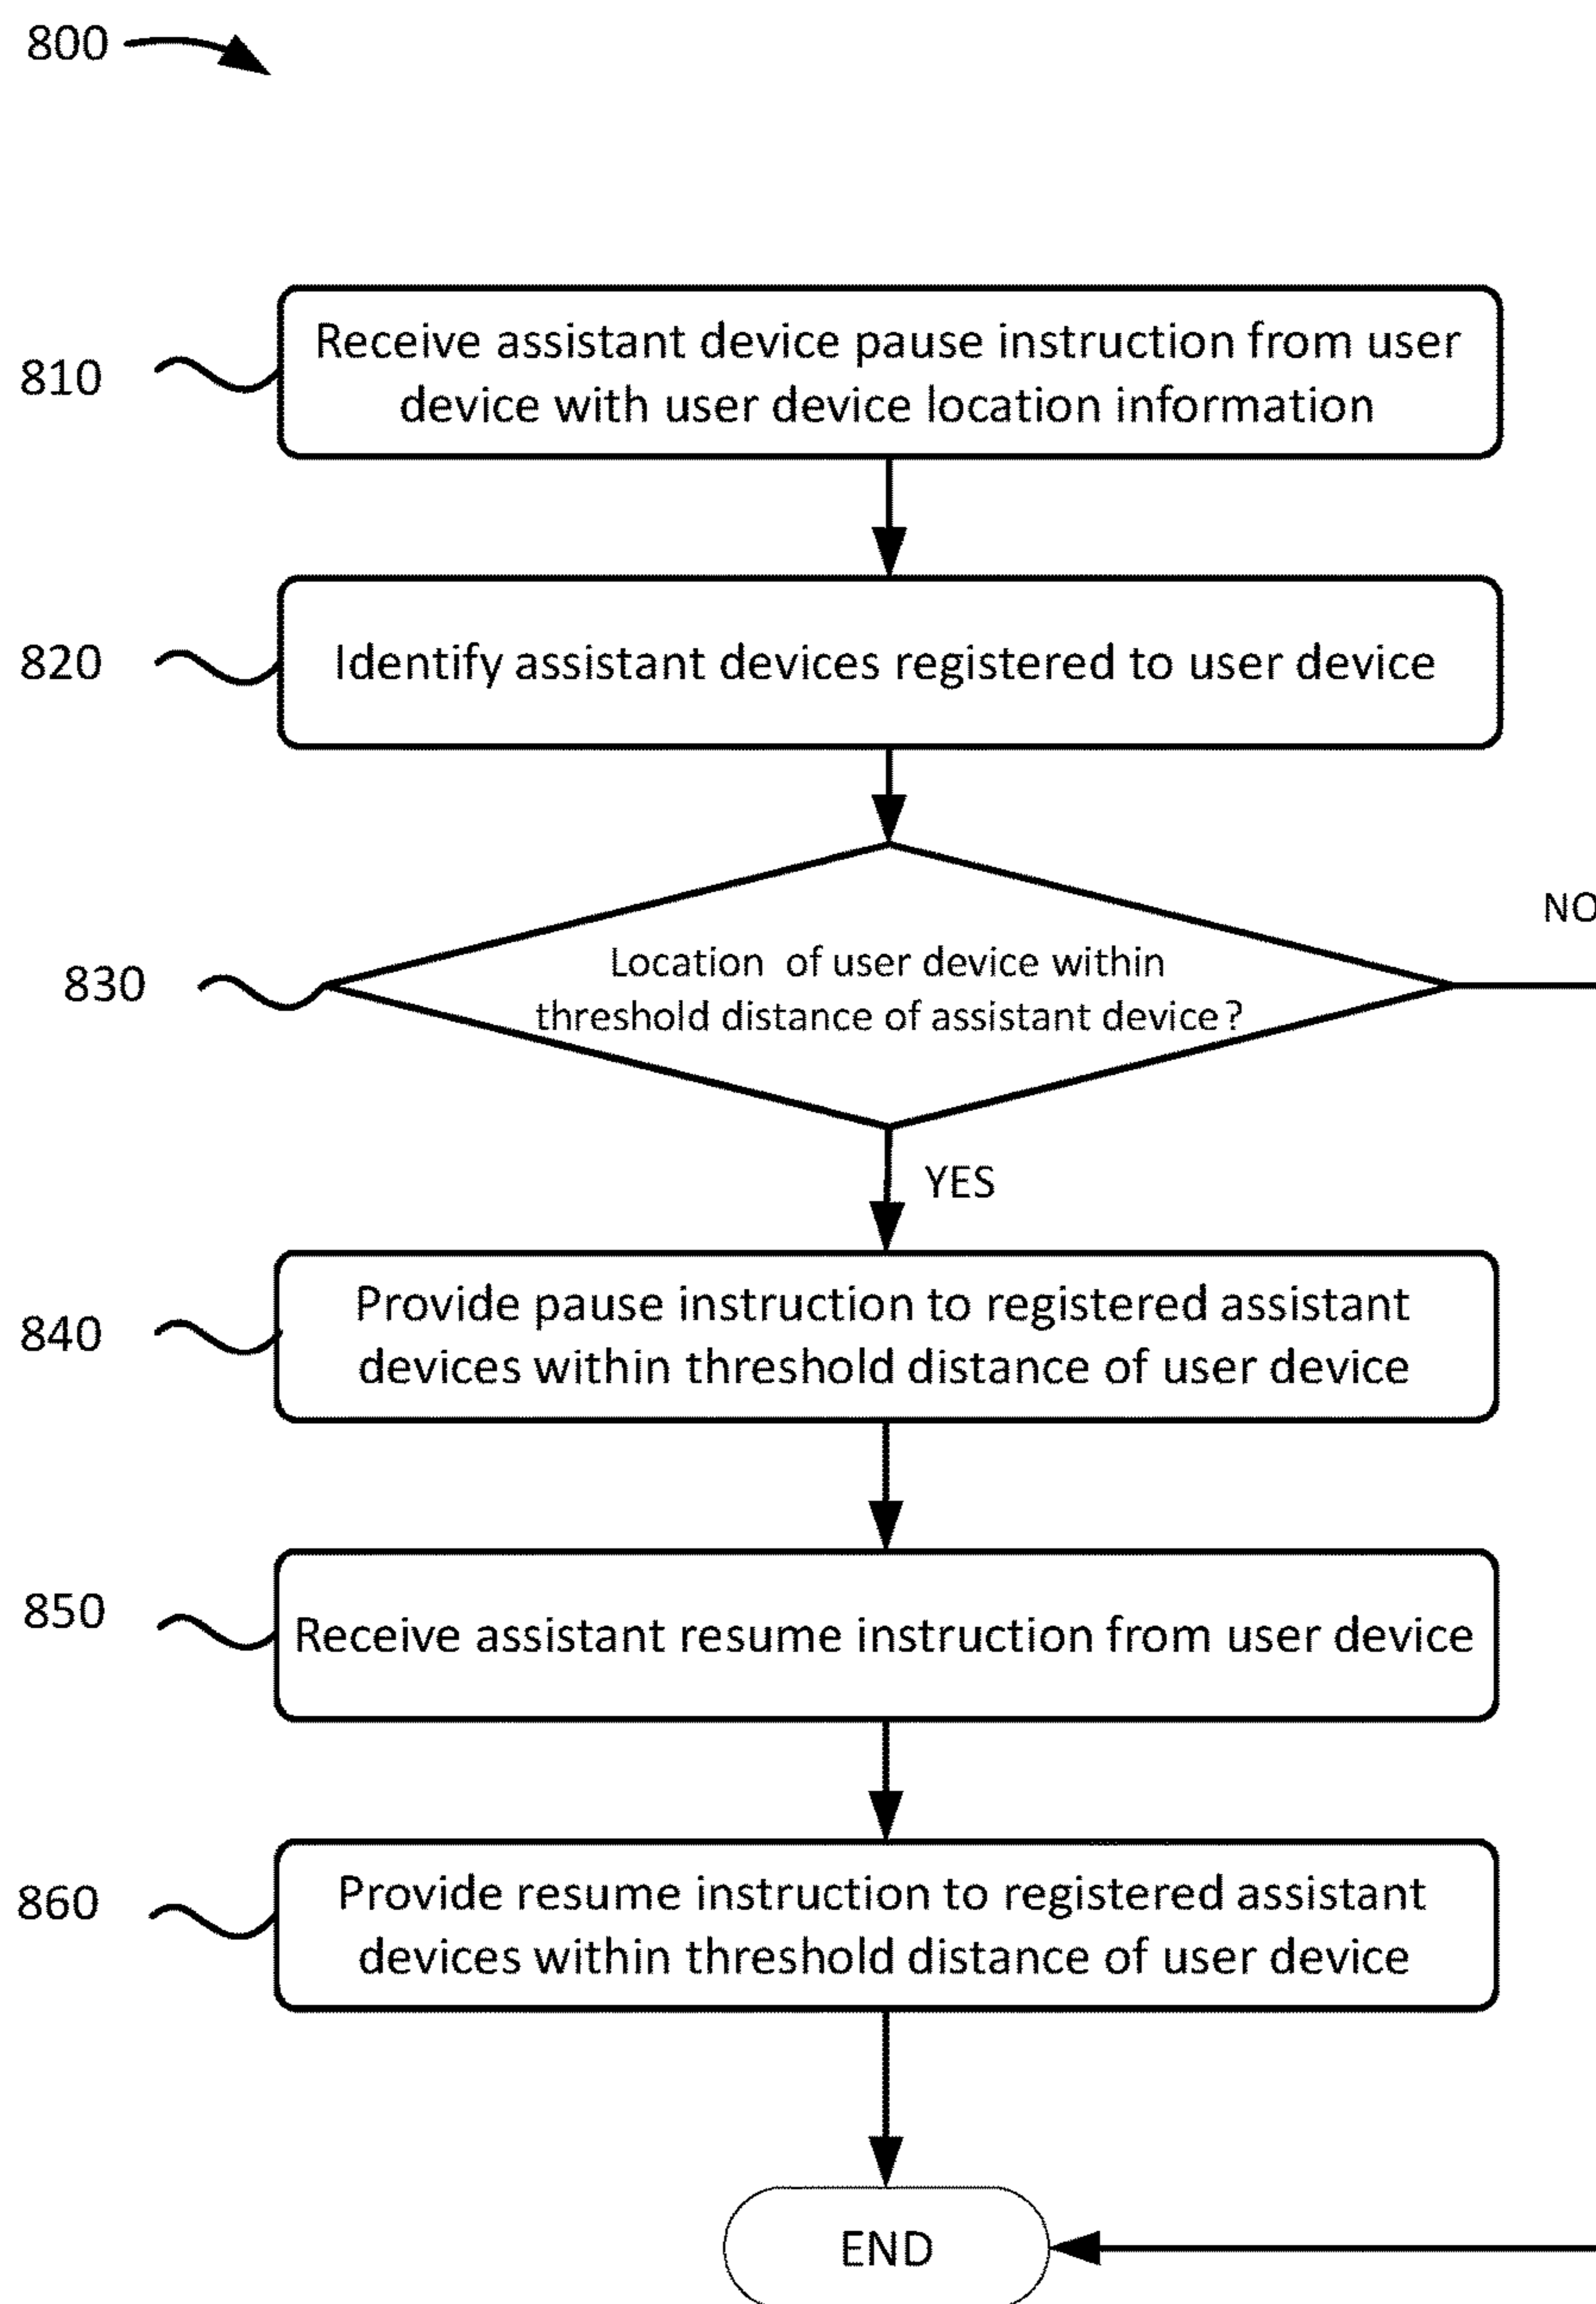 800
810
Receive assistant device pause instruction from user
device with user device location information
820
Identify assistant devices registered to user device
830
Location of user device within
threshold distance of assistant device?
NO
YES
840
Provide pause instruction to registered assistant
devices within threshold distance of user device
850
Receive assistant resume instruction from user device
860
Provide resume instruction to registered assistant
devices within threshold distance of user device
END